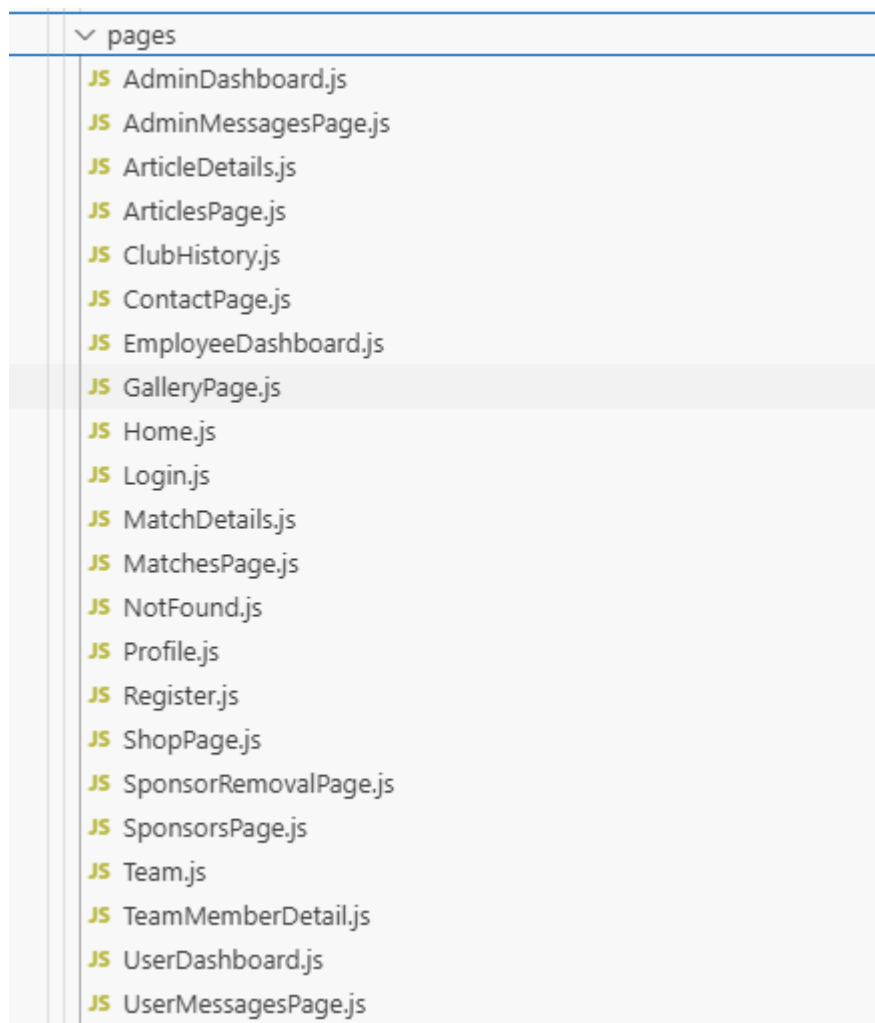 pages
JS AdminDashboard.js
JS AdminMessagesPage.js
JS ArticleDetails.js
JS ArticlesPage.js
JS ClubHistory.js
JS ContactPage.js
JS EmployeeDashboard.js
JS GalleryPage.js
JS Home.js
JS Login.js
JS MatchDetails.js
JS MatchesPage.js
JS NotFound.js
JS Profile.js
JS Register.js
JS ShopPage.js
JS SponsorRemovalPage.js
JS SponsorsPage.js
JS Team.js
JS TeamMemberDetail.js
JS UserDashboard.js
JS UserMessagesPage.js